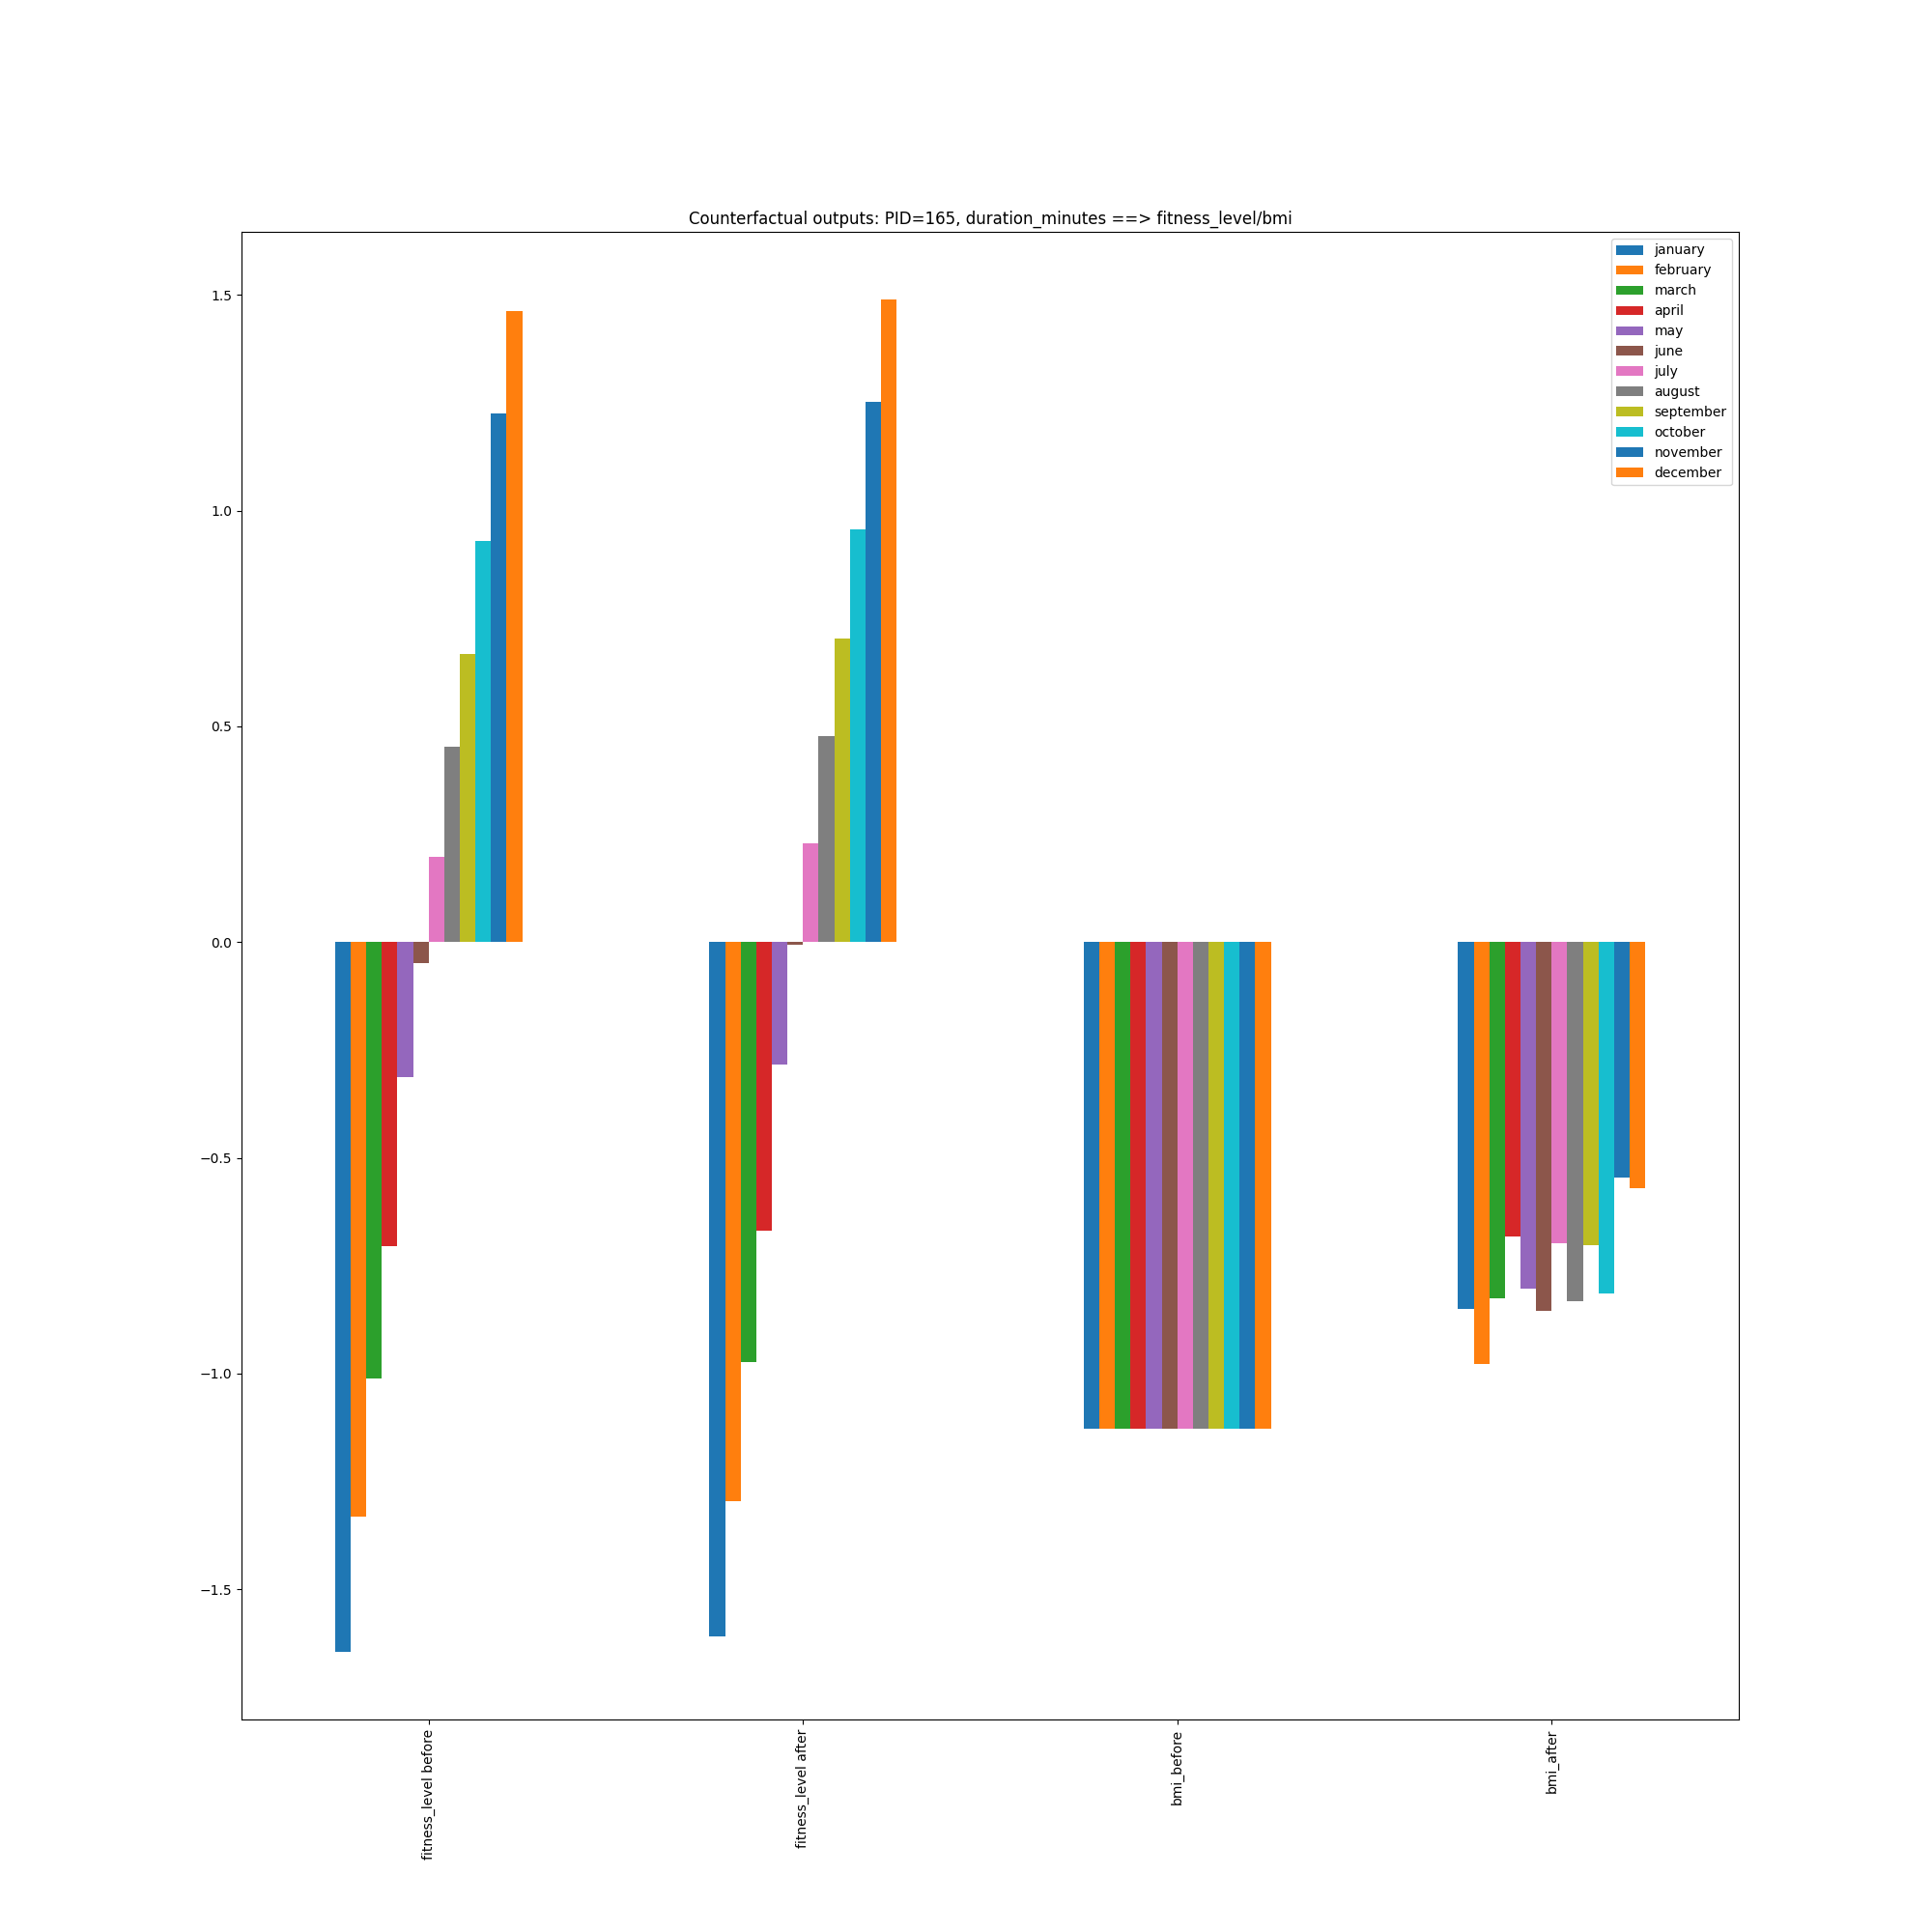 Counterfactual outputs: PID=165, duration_minutes ==> fitness_level/bmi
january
february
march
april
may
june
july
august
september
october
november
december
1.5
1.0
0.5
0.0
−0.5
−1.0
−1.5
fitness_level before
fitness_level after
bmi_before
bmi_after